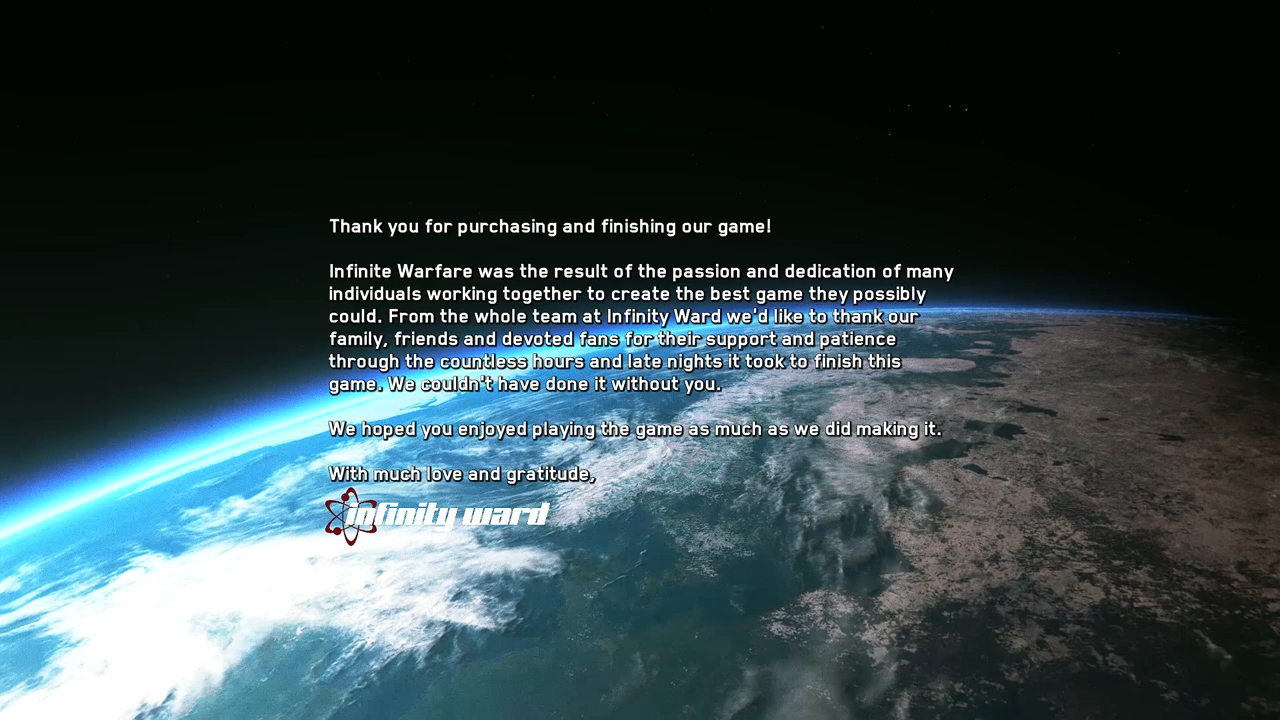 Thank you for purchasing and finishing our game!
Infinite Warfare was the result of the passion and dedication of many
individuals working together to create the best game they possibly
could. From the whole team at Infinity Ward we'd like to thank our
family, friends and devoted fans for their support and patience
through the countless hours and late nights it took to finish this
game. We couldn't have done it without you.
We hoped you enjoyed playing the game as much as we did making it.
With much love and gratitude,
infinity ward